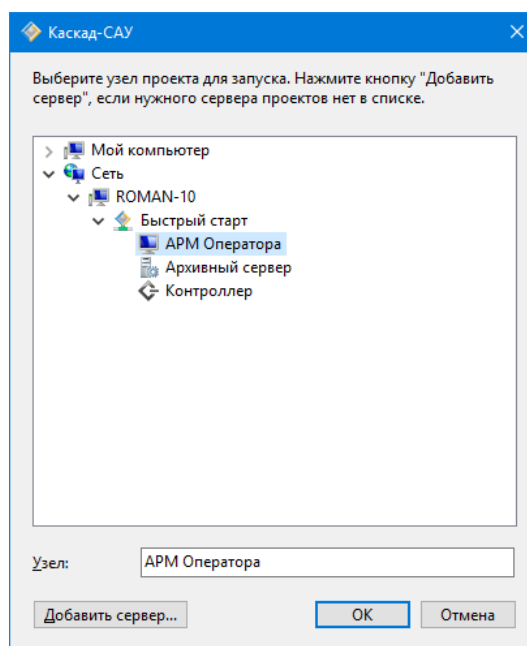 Каскад-САУ
Выберите узел проекта для запуска. Нажмите кнопку "Добавить
сервер", если нужного сервера проектов нет в списке.
Мой компьютер
Сеть
ROMAN-10
Быстрый старт
АРМ Оператора
Архивный сервер
Контроллер
Узел: АРМ Оператора
Добавить сервер... ОК Отмена